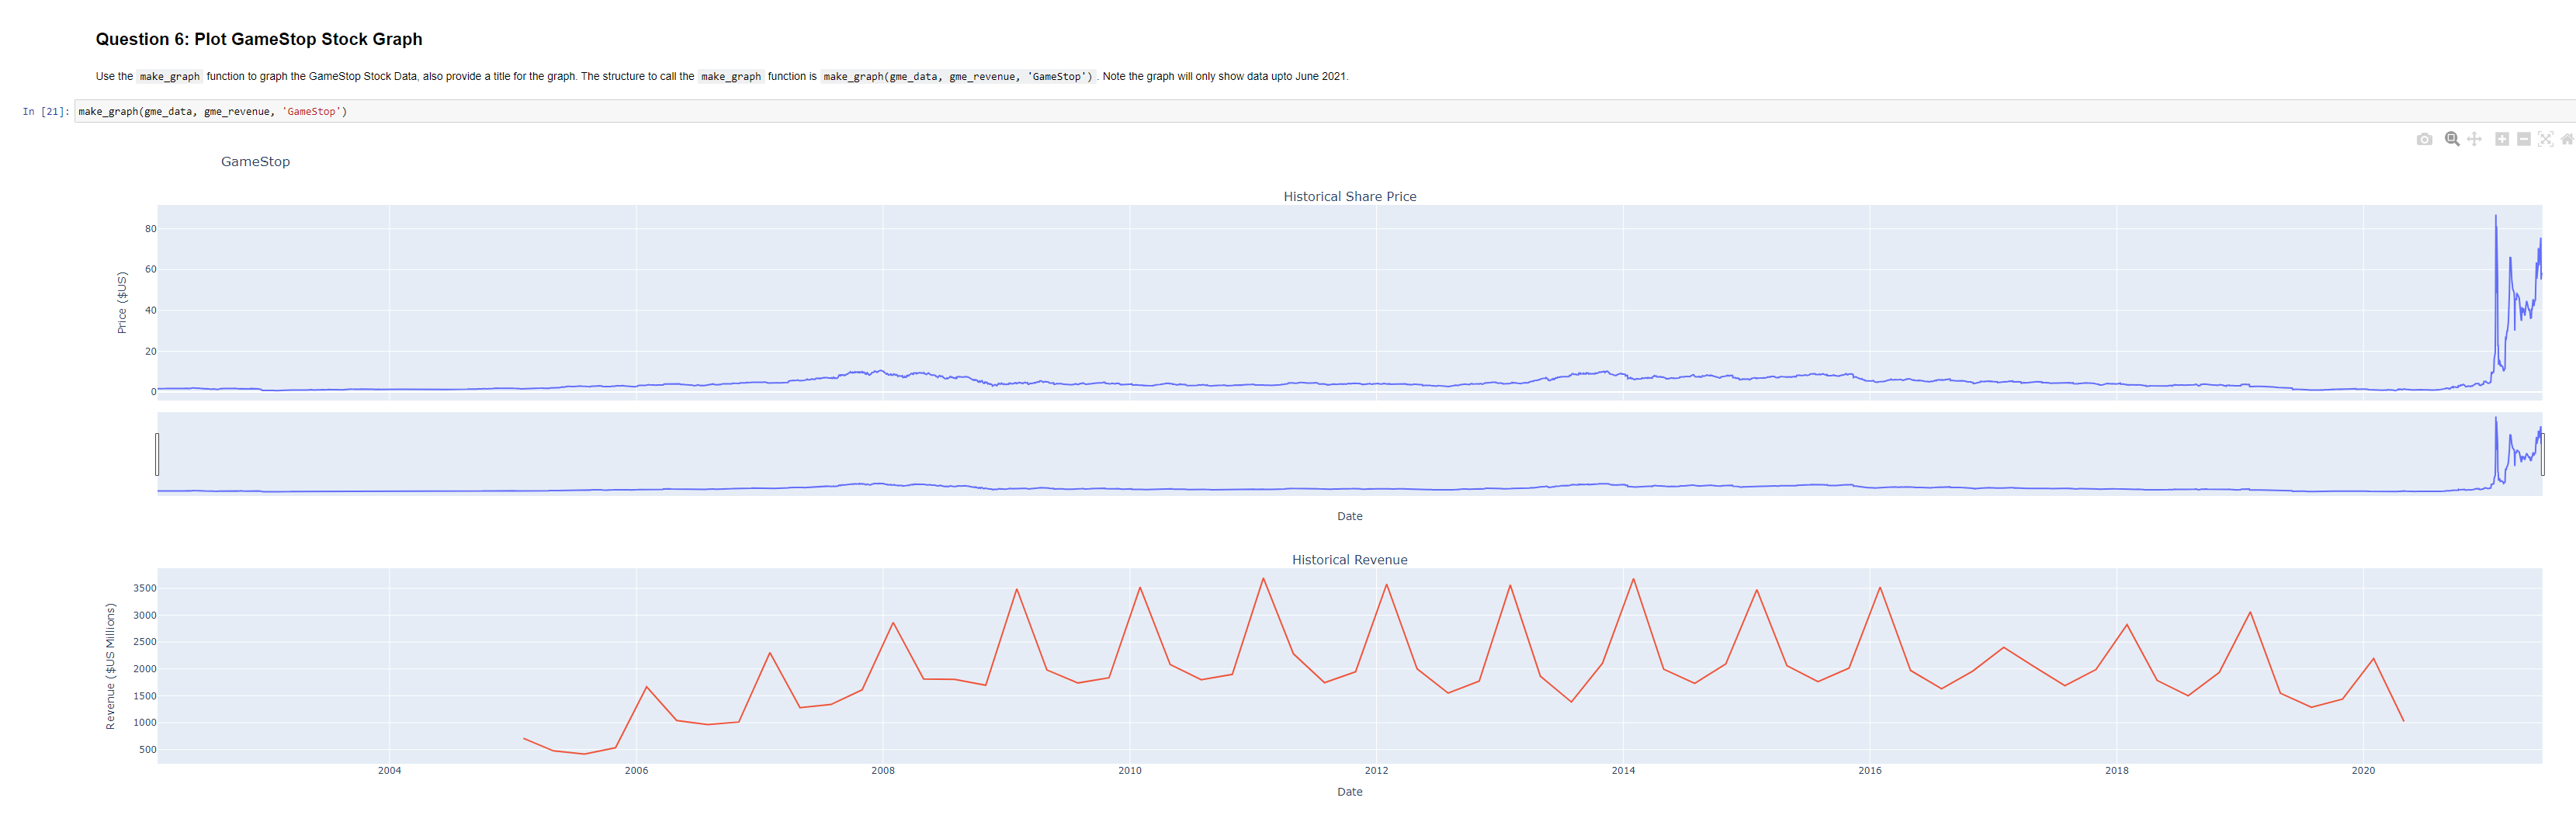 Question 6: Plot GameStop Stock Graph
Use the make_graph function to graph the GameStop Stock Data, also provide a title for the graph. The structure to call the make_graph function is make_graph(gme_data, gme_revenue, 'GameStop') . Note the graph will only show data upto June 2021.
In [21]: make_graph(gme_data, gme_revenue, 'GameStop')
GameStop
Historical Share Price
80
60
40
20
0
Price ($US)
Date
Historical Revenue
3500
3000
2500
2000
1500
1000
500
Revenue ($US Millions)
2004 2006 2008 2010 2012 2014 2016 2018 2020
Date